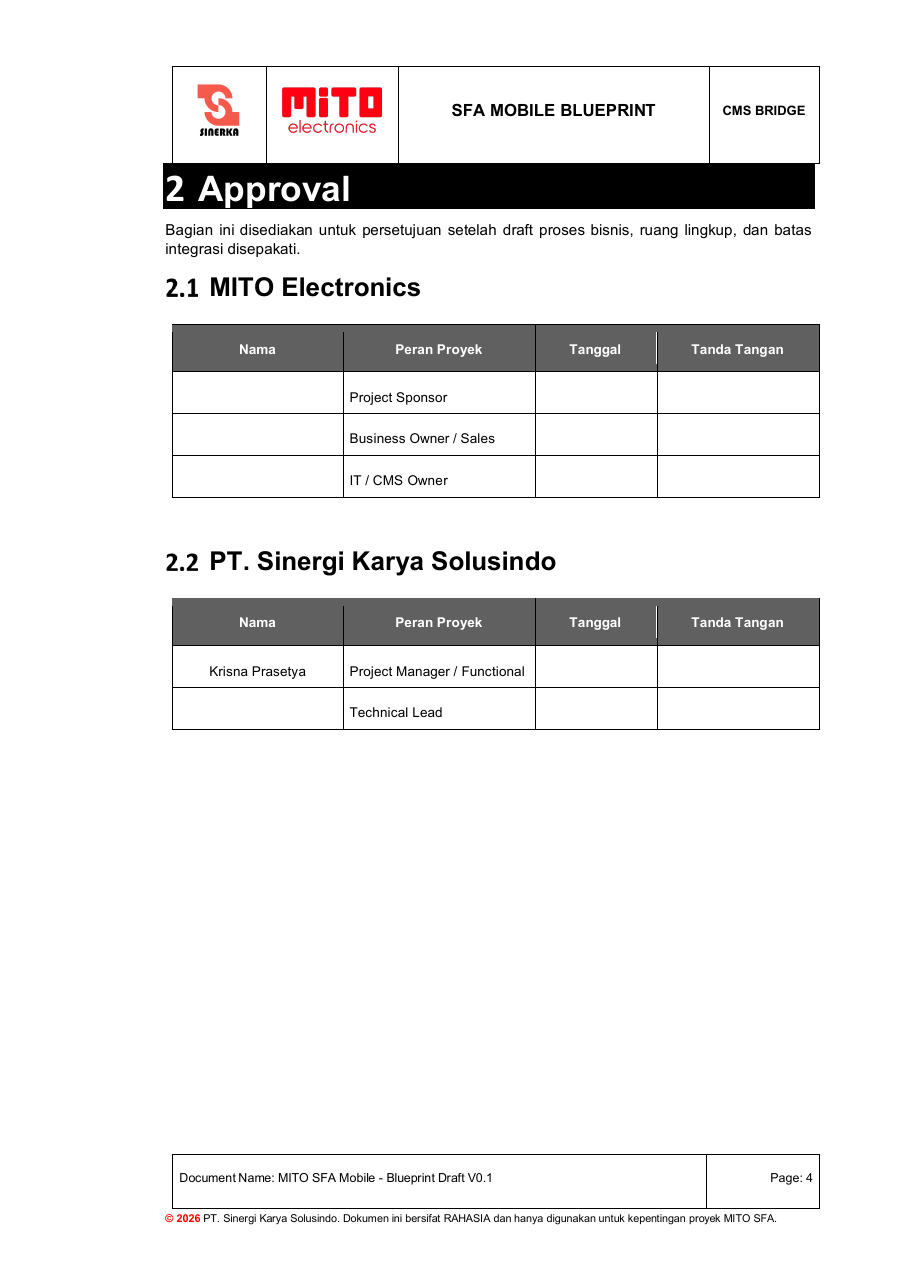 SINERKA
MiTO
electronics
SFA MOBILE BLUEPRINT
CMS BRIDGE
2 Approval
Bagian ini disediakan untuk persetujuan setelah draft proses bisnis, ruang lingkup, dan batas
integrasi disepakati.
2.1 MITO Electronics
Nama Peran Proyek Tanggal Tanda Tangan
Project Sponsor
Business Owner / Sales
IT / CMS Owner
2.2 PT. Sinergi Karya Solusindo
Nama Peran Proyek Tanggal Tanda Tangan
Krisna Prasetya Project Manager / Functional
Technical Lead
Document Name: MITO SFA Mobile - Blueprint Draft V0.1 Page: 4
© 2026 PT. Sinergi Karya Solusindo. Dokumen ini bersifat RAHASIA dan hanya digunakan untuk kepentingan proyek MITO SFA.